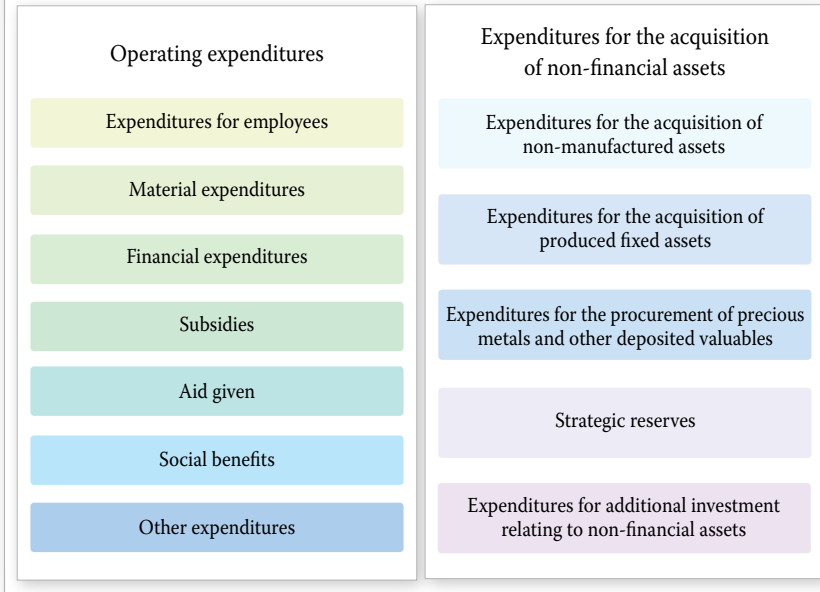 Operating expenditures
Expenditures for employees
Material expenditures
Financial expenditures
Subsidies
Aid given
Social benefits
Other expenditures
Expenditures for the acquisition
of non-financial assets
Expenditures for the acquisition of
non-manufactured assets
Expenditures for the acquisition of
produced fixed assets
Expenditures for the procurement of precious
metals and other deposited valuables
Strategic reserves
Expenditures for additional investment
relating to non-financial assets